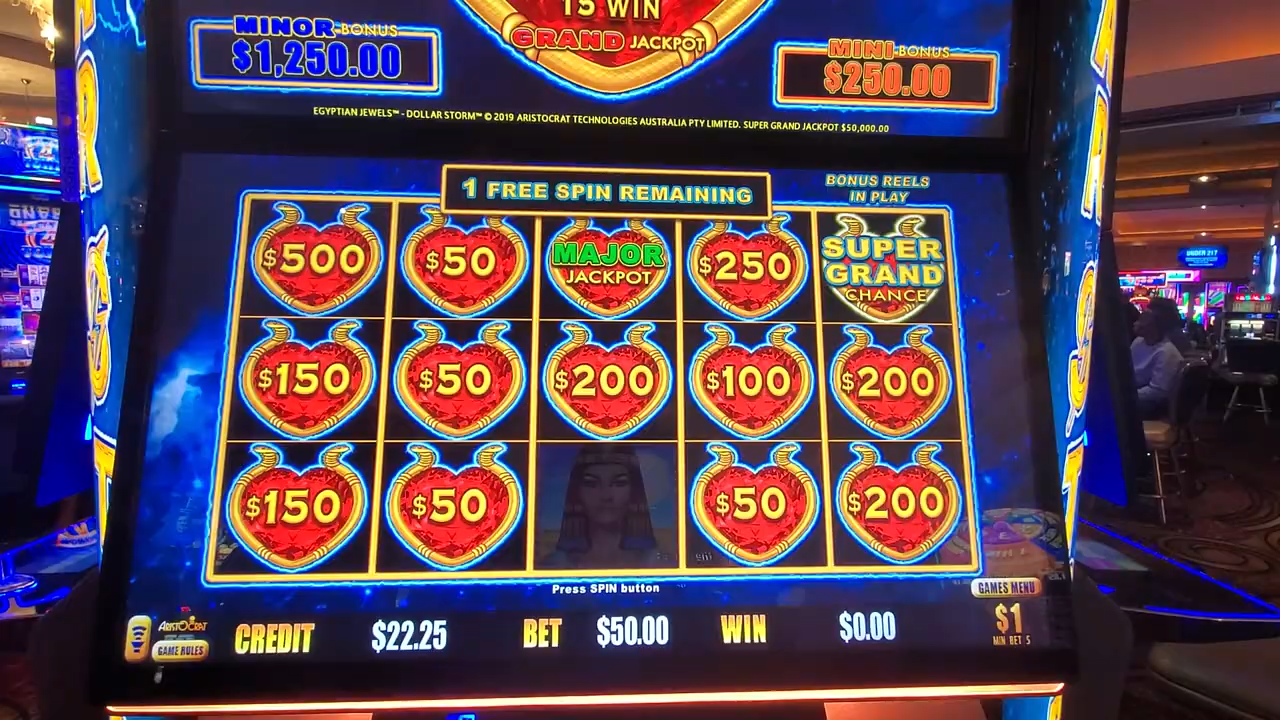 15 WIN
GRAND JACKPOT
MINOR BONUS
$1,250.00
MINI BONUS
$250.00
EGYPTIAN JEWELS™ - DOLLAR STORM™ © 2019 ARISTOCRAT TECHNOLOGIES AUSTRALIA PTY LIMITED. SUPER GRAND JACKPOT $50,000.00
1 FREE SPIN REMAINING
BONUS REELS
IN PLAY
$500
$50
MAJOR
JACKPOT
$250
SUPER
GRAND
CHANCE
$150
$50
$200
$100
$200
$150
$50
$50
$200
Press SPIN button
GAMES MENU
ARISTOCRAT
GAME RULES
CREDIT
$22.25
BET
$50.00
WIN
$0.00
$1
MIN BET 5